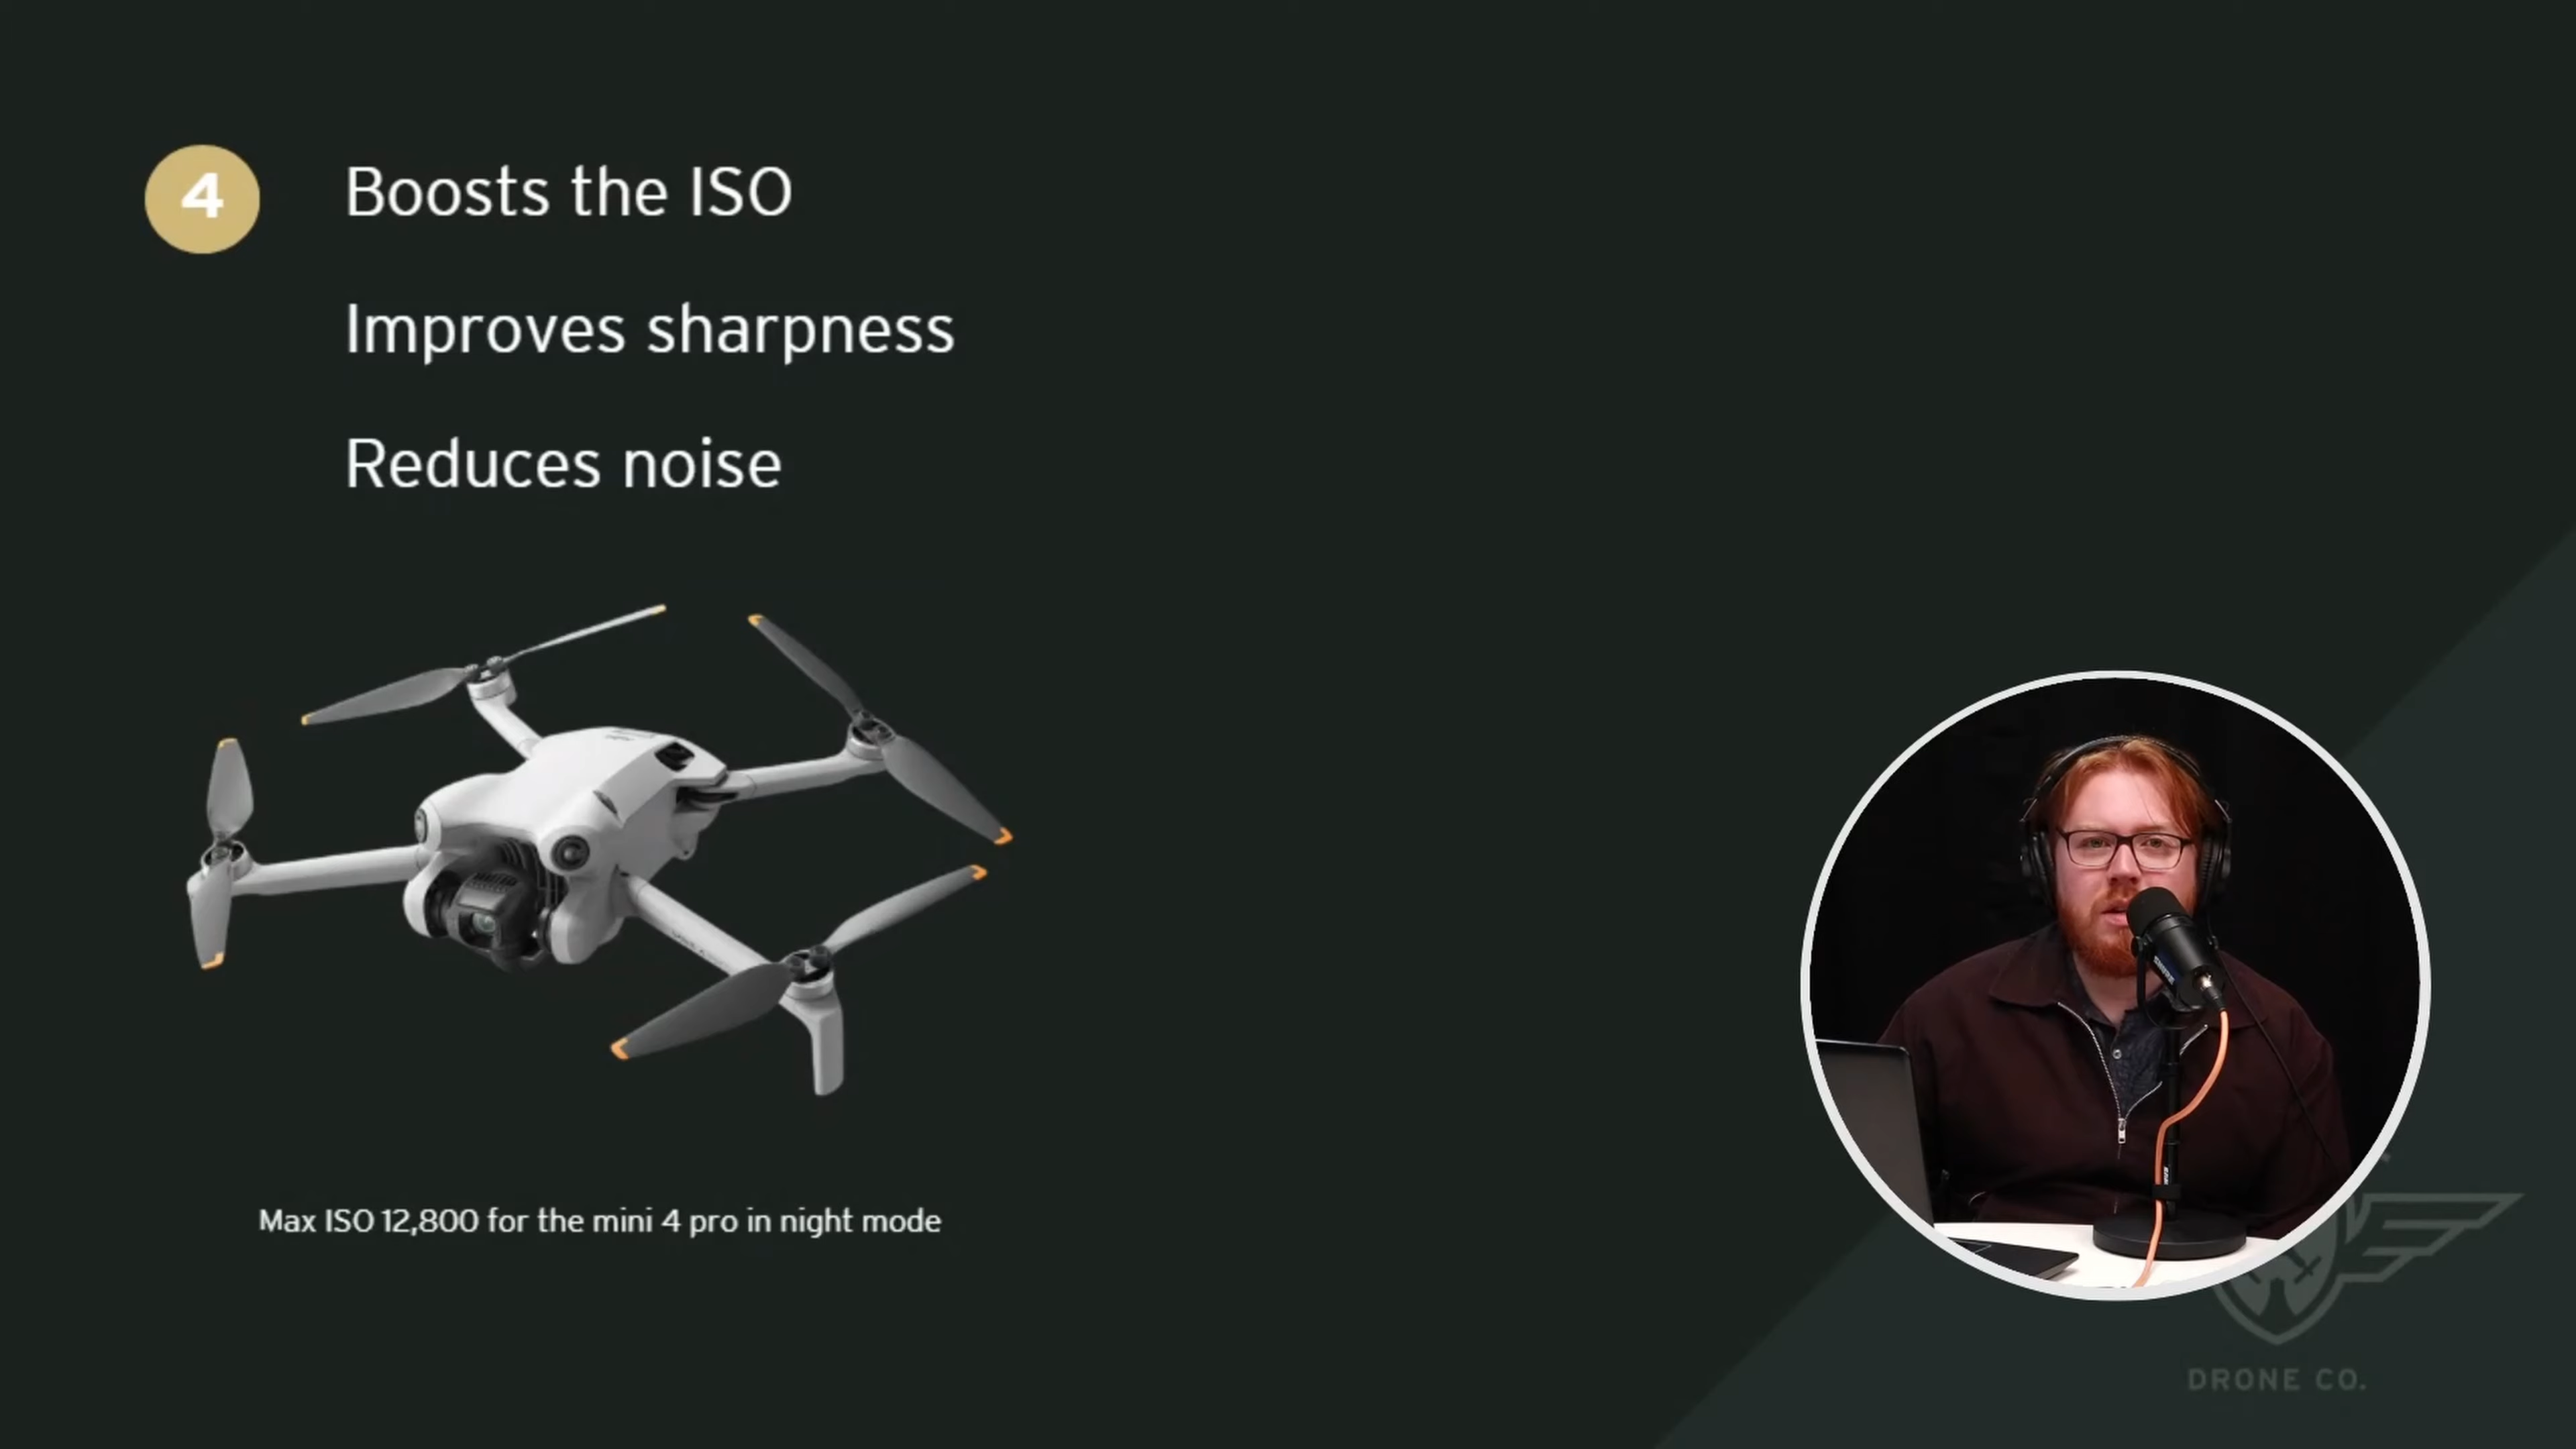 4 Boosts the ISO
Improves sharpness
Reduces noise
Max ISO 12,800 for the mini 4 pro in night mode
DRONE CO.